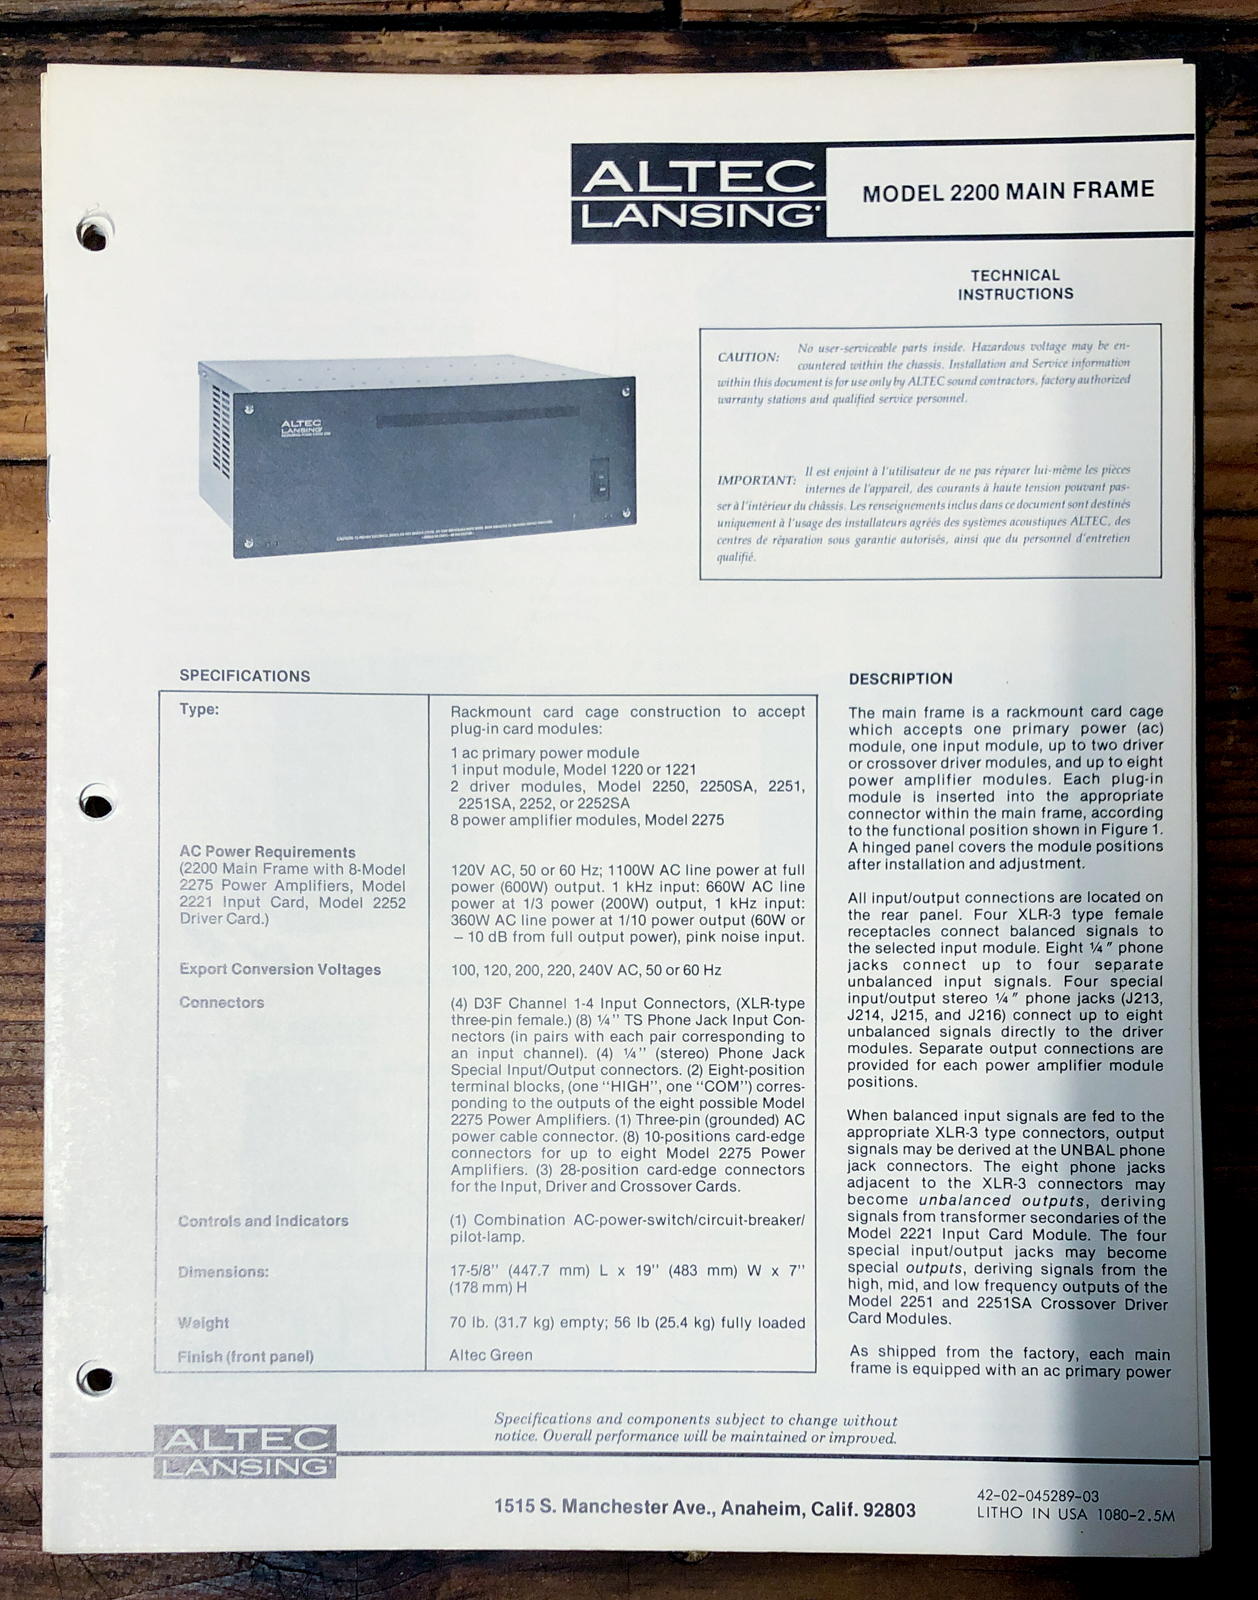 ALTEC
LANSING
MODEL 2200 MAIN FRAME
TECHNICAL
INSTRUCTIONS
CAUTION: No user-serviceable parts inside. Hazardous voltage may be en-
countered within the chassis. Installation and Service information
within this document is for use only by ALTEC sound contractors, factory authorized
warranty stations and qualified service personnel.
IMPORTANT: Il est enjoint à l'utilisateur de ne pas réparer lui-même les pièces
internes de l'appareil, des courants à haute tension pouvant pas-
ser à l'intérieur du châssis. Les renseignements inclus dans ce document sont destinés
uniquement à l'usage des installateurs agréés des systèmes acoustiques ALTEC, des
centres de réparation sous garantie autorisés, ainsi que du personnel d'entretien
qualifié.
ALTEC
LANSING
SPECIFICATIONS
Type:
Rackmount card cage construction to accept
plug-in card modules:
1 ac primary power module
1 input module, Model 1220 or 1221
2 driver modules, Model 2250, 2250SA, 2251,
2251SA, 2252, or 2252SA
8 power amplifier modules, Model 2275
AC Power Requirements
(2200 Main Frame with 8-Model
2275 Power Amplifiers, Model
2221 Input Card, Model 2252
Driver Card.)
120V AC, 50 or 60 Hz; 1100W AC line power at full
power (600W) output. 1 kHz input: 660W AC line
power at 1/3 power (200W) output, 1 kHz input:
360W AC line power at 1/10 power output (60W or
– 10 dB from full output power), pink noise input.
Export Conversion Voltages
100, 120, 200, 220, 240V AC, 50 or 60 Hz
Connectors
(4) D3F Channel 1-4 Input Connectors, (XLR-type
three-pin female.) (8) ¼" TS Phone Jack Input Con-
nectors (in pairs with each pair corresponding to
an input channel). (4) ¼" (stereo) Phone Jack
Special Input/Output connectors. (2) Eight-position
terminal blocks, (one "HIGH", one "COM") corres-
ponding to the outputs of the eight possible Model
2275 Power Amplifiers. (1) Three-pin (grounded) AC
power cable connector. (8) 10-positions card-edge
connectors for up to eight Model 2275 Power
Amplifiers. (3) 28-position card-edge connectors
for the Input, Driver and Crossover Cards.
Controls and Indicators
(1) Combination AC-power-switch/circuit-breaker/
pilot-lamp.
Dimensions:
17-5/8" (447.7 mm) L x 19" (483 mm) W x 7"
(178 mm) H
Weight
70 lb. (31.7 kg) empty; 56 lb (25.4 kg) fully loaded
Finish (front panel)
Altec Green
DESCRIPTION
The main frame is a rackmount card cage
which accepts one primary power (ac)
module, one input module, up to two driver
or crossover driver modules, and up to eight
power amplifier modules. Each plug-in
module is inserted into the appropriate
connector within the main frame, according
to the functional position shown in Figure 1.
A hinged panel covers the module positions
after installation and adjustment.
All input/output connections are located on
the rear panel. Four XLR-3 type female
receptacles connect balanced signals to
the selected input module. Eight ¼" phone
jacks connect up to four separate
unbalanced input signals. Four special
input/output stereo ¼" phone jacks (J213,
J214, J215, and J216) connect up to eight
unbalanced signals directly to the driver
modules. Separate output connections are
provided for each power amplifier module
positions.
When balanced input signals are fed to the
appropriate XLR-3 type connectors, output
signals may be derived at the UNBAL phone
jack connectors. The eight phone jacks
adjacent to the XLR-3 connectors may
become unbalanced outputs, deriving
signals from transformer secondaries of the
Model 2221 Input Card Module. The four
special input/output jacks may become
special outputs, deriving signals from the
high, mid, and low frequency outputs of the
Model 2251 and 2251SA Crossover Driver
Card Modules.
As shipped from the factory, each main
frame is equipped with an ac primary power
Specifications and components subject to change without
notice. Overall performance will be maintained or improved.
ALTEC
LANSING
1515 S. Manchester Ave., Anaheim, Calif. 92803
42-02-045289-03
LITHO IN USA 1080-2.5M